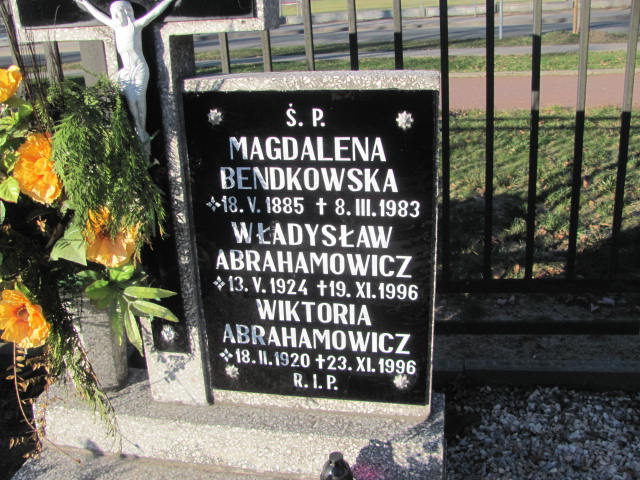 Ś. P.
MAGDALENA
BENDKOWSKA
18. V. 1885 ✝ 8. III. 1983
WŁADYSŁAW
ABRAHAMOWICZ
13. V. 1924 ✝ 19. XI. 1996
WIKTORIA
ABRAHAMOWICZ
18. II. 1920 ✝ 23. XI. 1996
R. I. P.